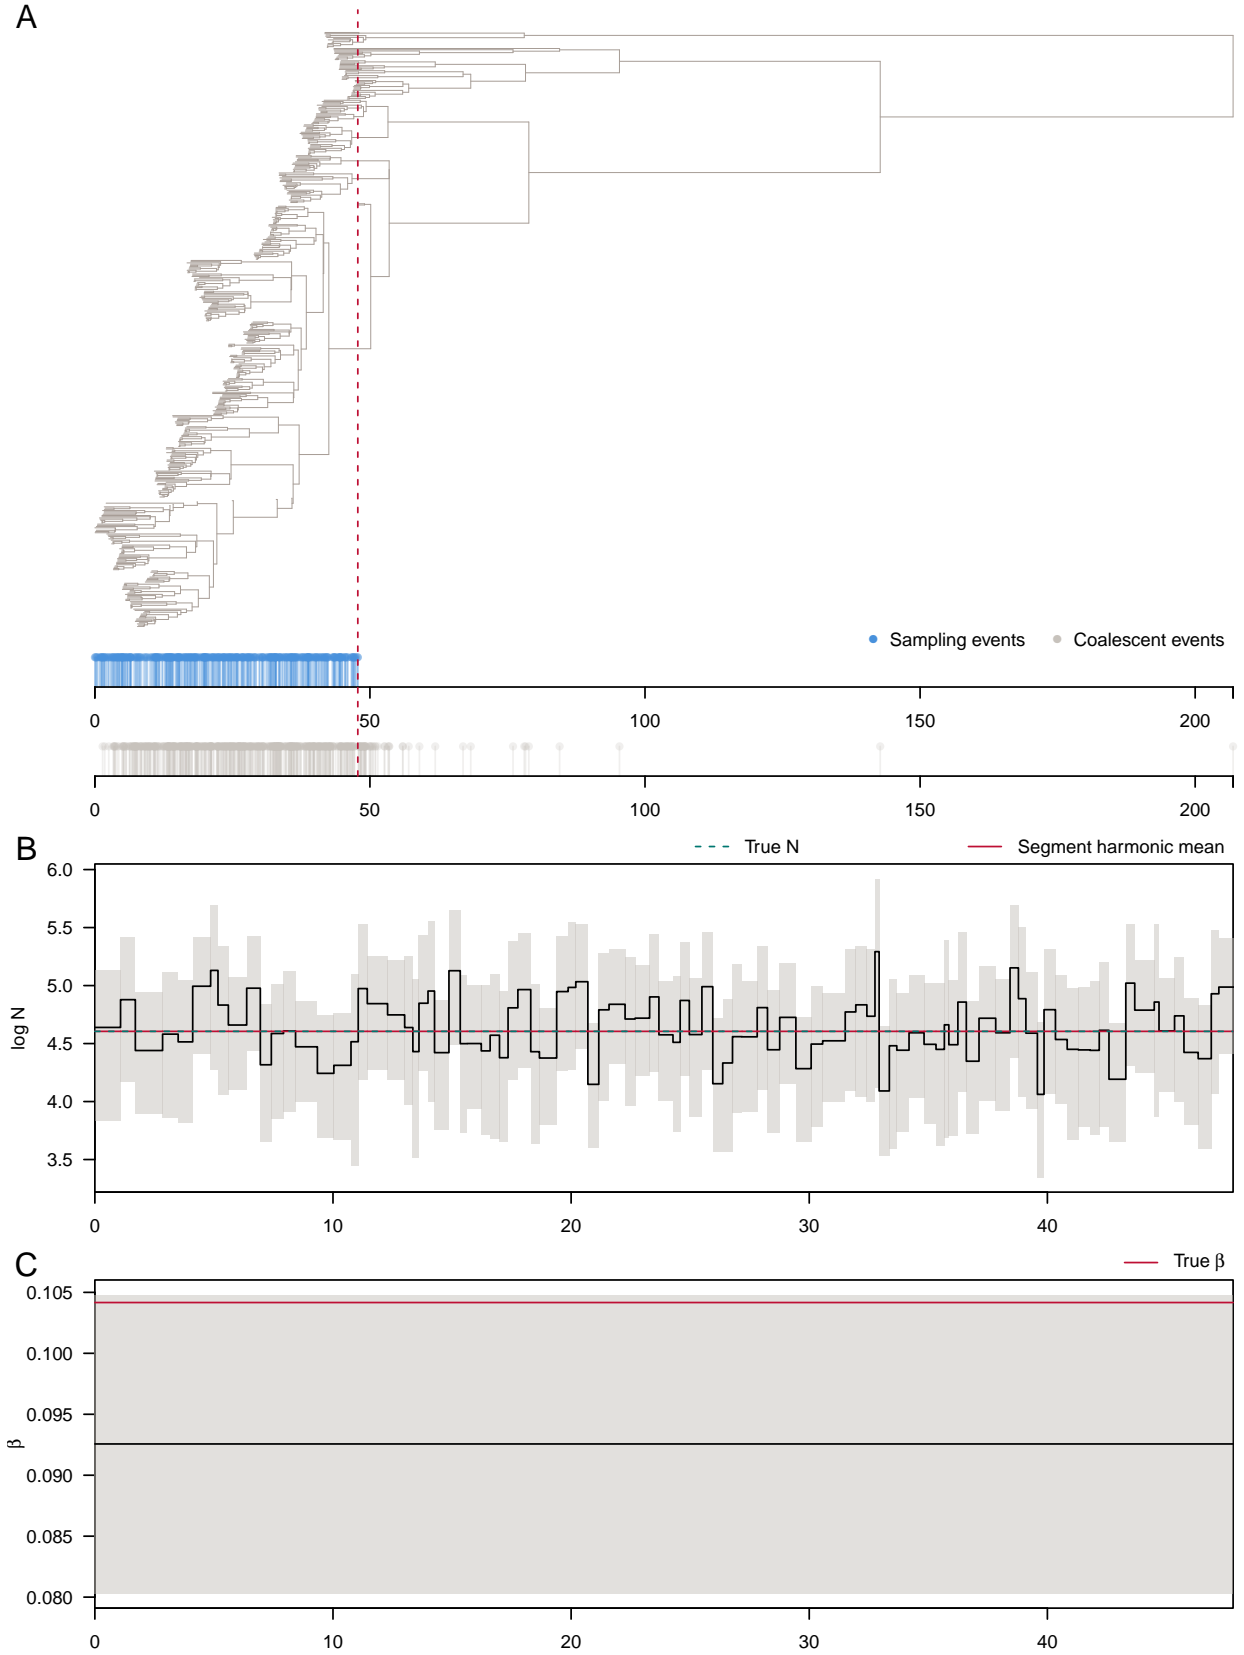 A
Sampling events
Coalescent events
0 50 100 150 200
0 50 100 150 200
B
True N
Segment harmonic mean
6.0
5.5
5.0
4.5
4.0
3.5
log N
0 10 20 30 40
C
True β
0.105
0.100
0.095
0.090
0.085
0.080
β
0 10 20 30 40